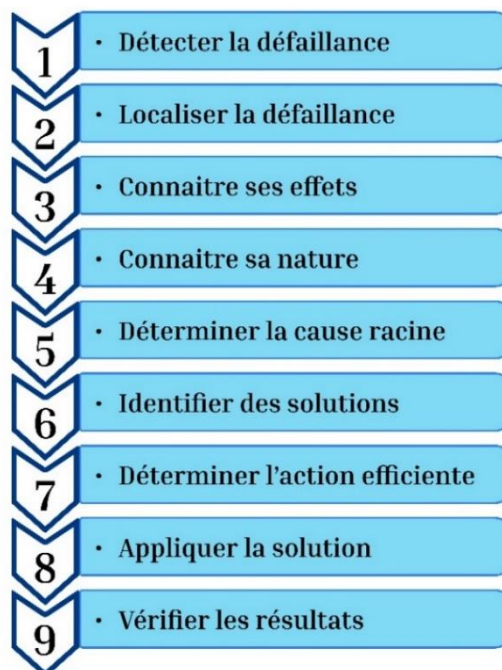 1 • Détecter la défaillance
2 • Localiser la défaillance
3 • Connaitre ses effets
4 • Connaitre sa nature
5 • Déterminer la cause racine
6 • Identifier des solutions
7 • Déterminer l’action efficiente
8 • Appliquer la solution
9 • Vérifier les résultats